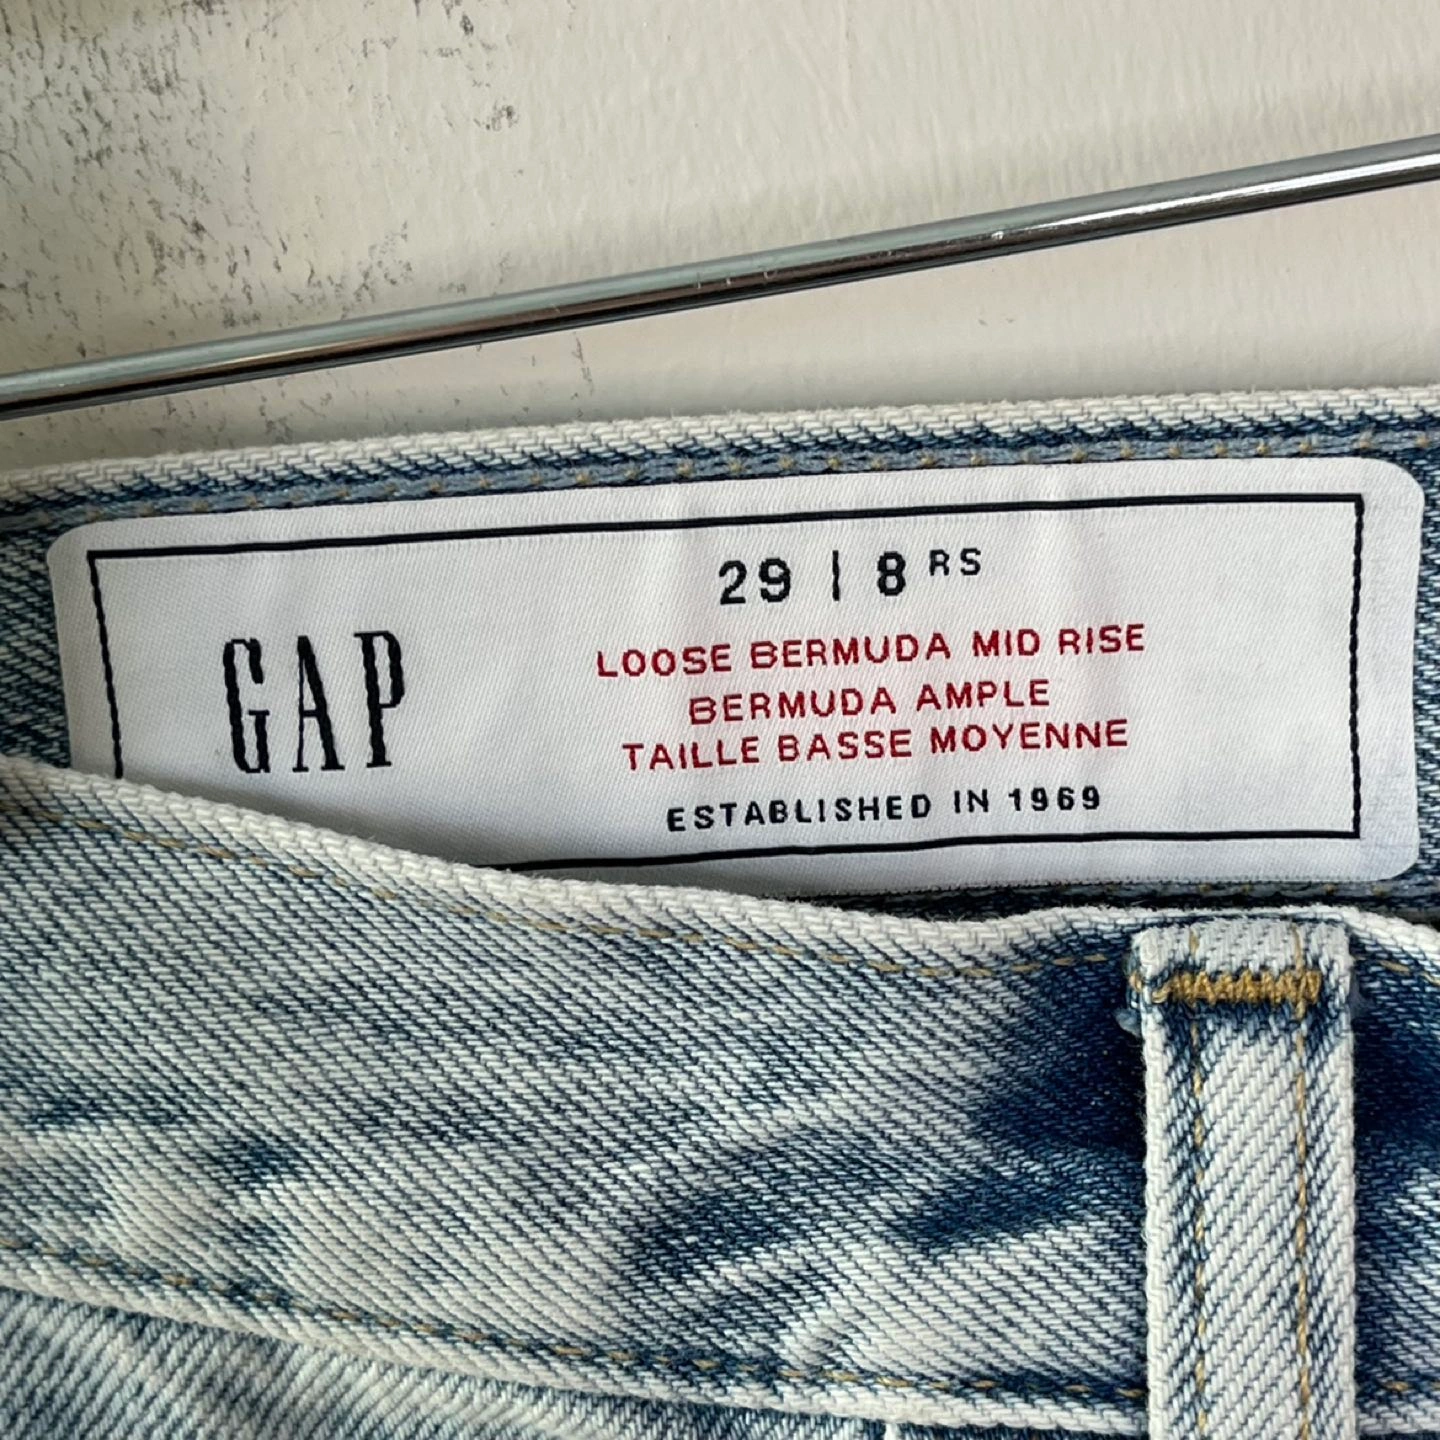 GAP
29 | 8 RS
LOOSE BERMUDA MID RISE
BERMUDA AMPLE
TAILLE BASSE MOYENNE
ESTABLISHED IN 1969